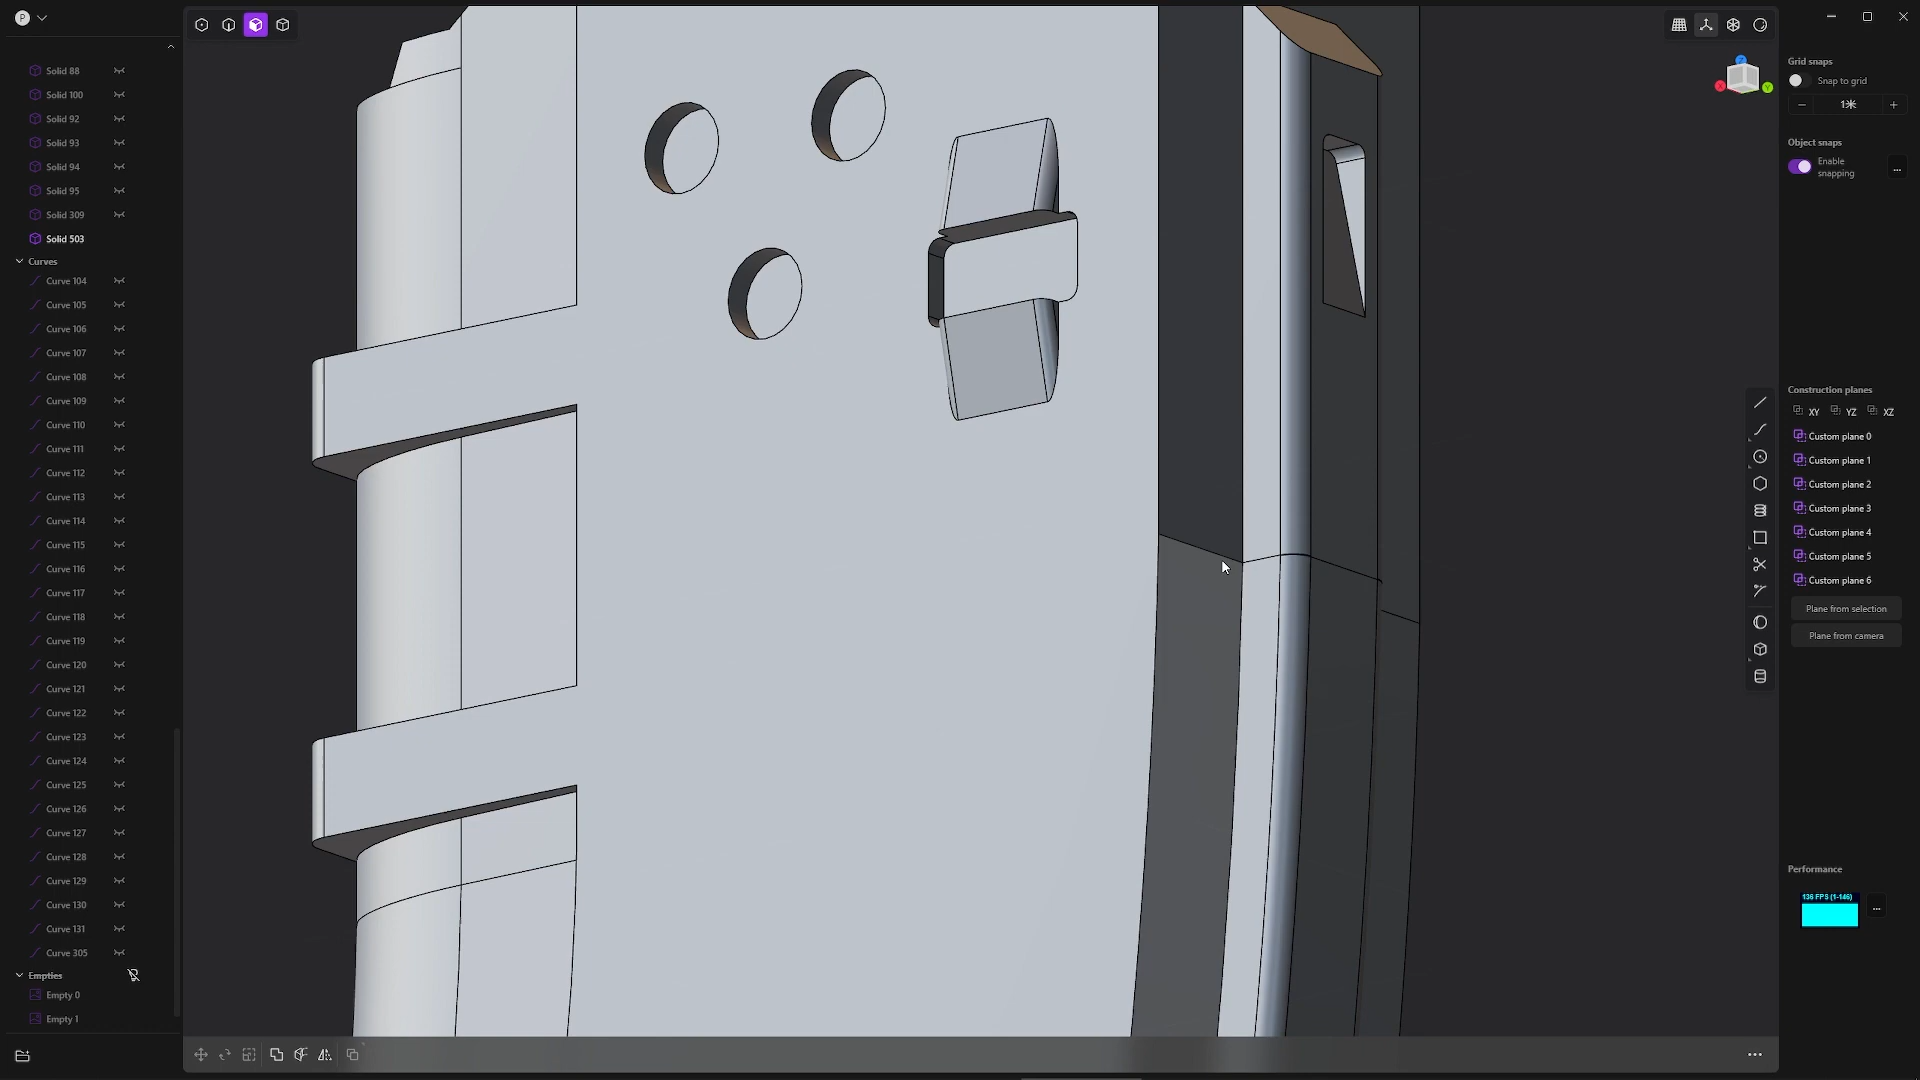 P
Solid 88
Solid 100
Solid 92
Solid 93
Solid 94
Solid 95
Solid 309
Solid 503
Curves
Curve 104
Curve 105
Curve 106
Curve 107
Curve 108
Curve 109
Curve 110
Curve 111
Curve 112
Curve 113
Curve 114
Curve 115
Curve 116
Curve 117
Curve 118
Curve 119
Curve 120
Curve 121
Curve 122
Curve 123
Curve 124
Curve 125
Curve 126
Curve 127
Curve 128
Curve 129
Curve 130
Curve 131
Curve 305
Empties
Empty 0
Empty 1
X
Y
Z
Grid snaps
Snap to grid
Object snaps
Enable
snapping
Construction planes
XY YZ XZ
Custom plane 0
Custom plane 1
Custom plane 2
Custom plane 3
Custom plane 4
Custom plane 5
Custom plane 6
Plane from selection
Plane from camera
Performance
136 FPS (1-146)